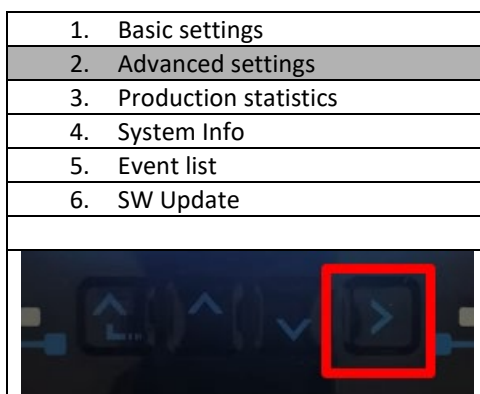 1. Basic settings
2. Advanced settings
3. Production statistics
4. System Info
5. Event list
6. SW Update